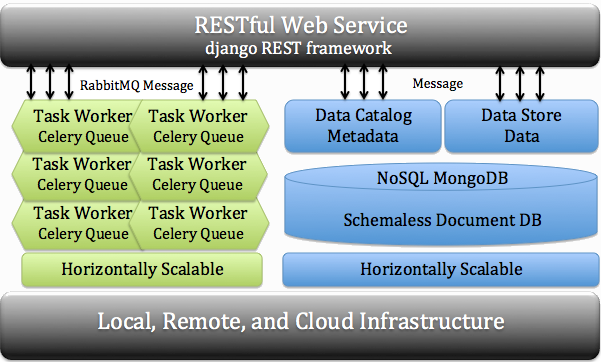 RESTful Web Service
django REST framework
RabbitMQ Message
Message
Task Worker
Celery Queue
Task Worker
Celery Queue
Task Worker
Celery Queue
Task Worker
Celery Queue
Task Worker
Celery Queue
Task Worker
Celery Queue
Horizontally Scalable
Data Catalog
Metadata
Data Store
Data
NoSQL MongoDB
Schemaless Document DB
Horizontally Scalable
Local, Remote, and Cloud Infrastructure